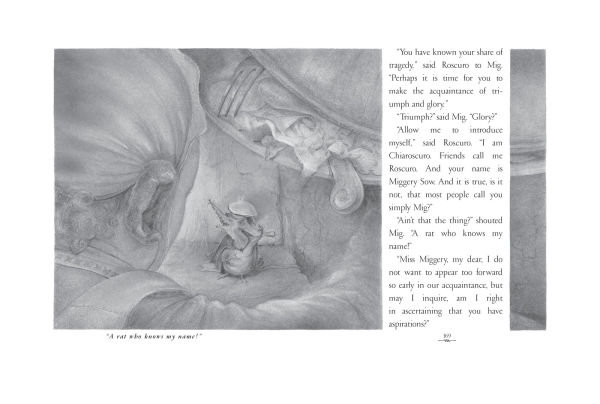 “You have known your share of
tragedy,” said Roscuro to Mig.
“Perhaps it is time for you to
make the acquaintance of tri-
umph and glory.”
“Triumph?” said Mig. “Glory?”
“Allow me to introduce
myself,” said Roscuro. “I am
Chiaroscuro. Friends call me
Roscuro. And your name is
Miggery Sow. And it is true, is it
not, that most people call you
simply Mig?”
“Ain’t that the thing?” shouted
Mig. “A rat who knows my
name!”
“Miss Miggery, my dear, I do
not want to appear too forward
so early in our acquaintance, but
may I inquire, am I right
in ascertaining that you have
aspirations?”
“A rat who knows my name!”